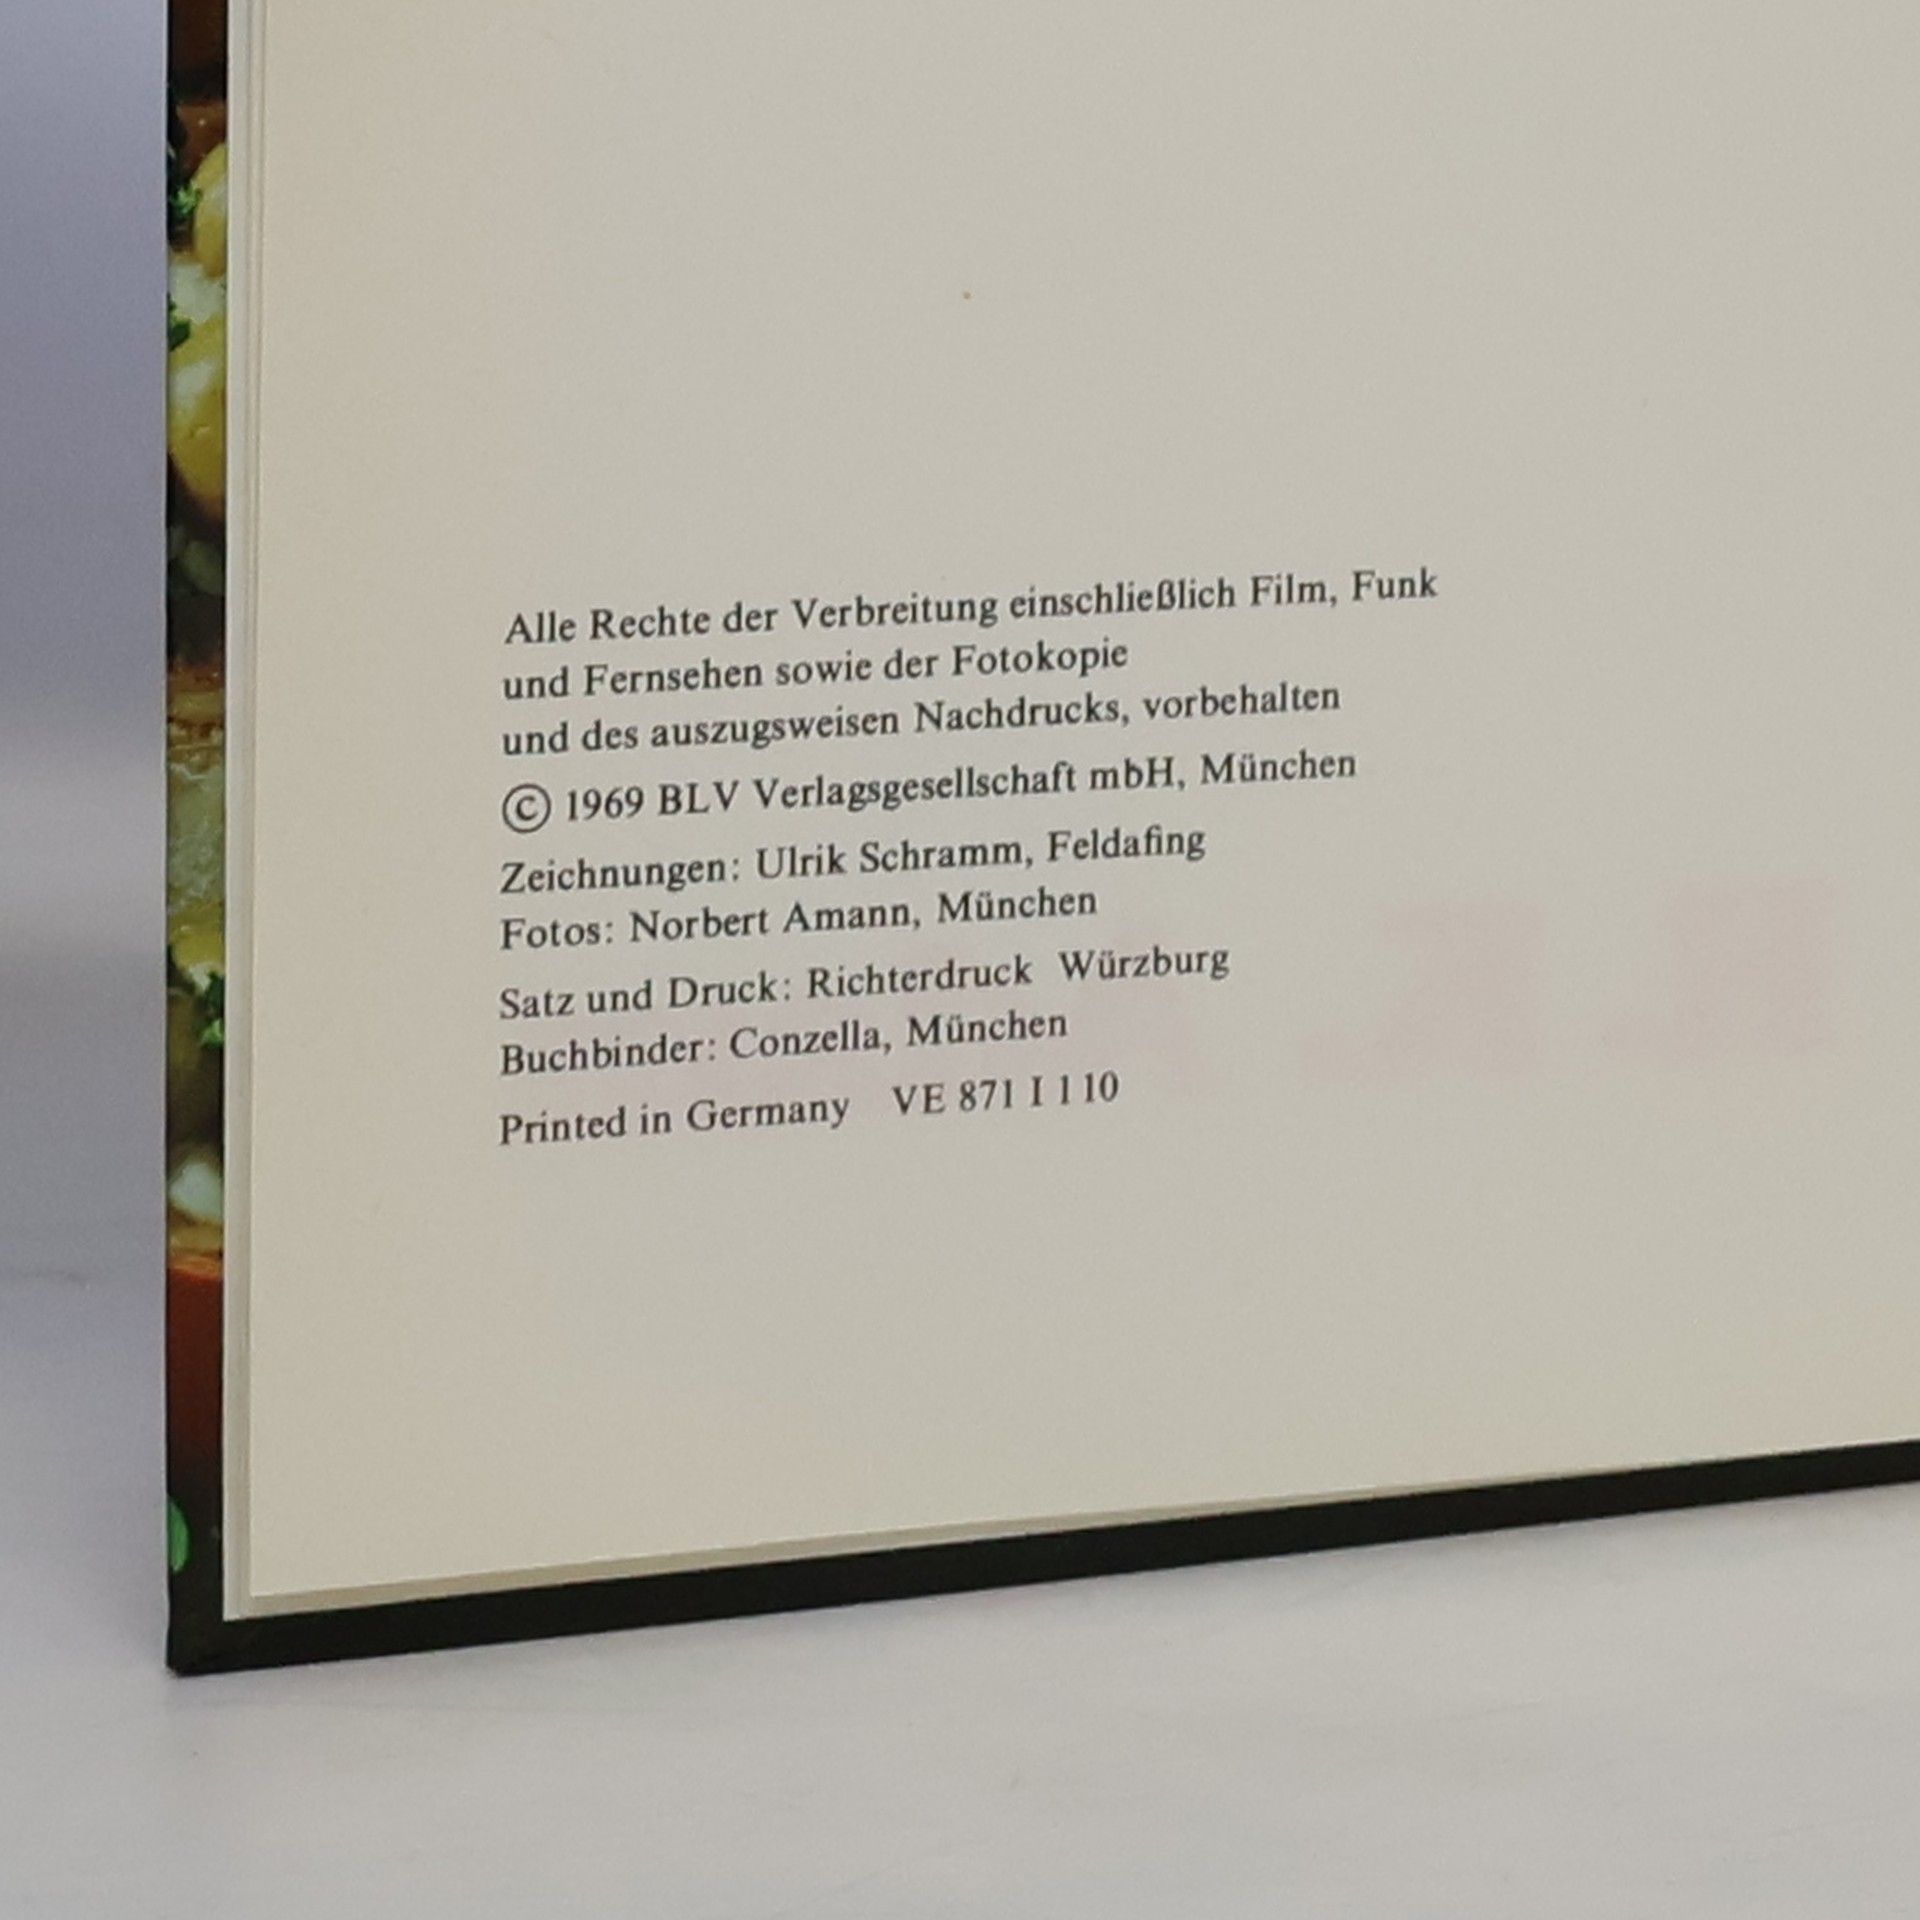 Alle Rechte der Verbreitung einschließlich Film, Funk
und Fernsehen sowie der Fotokopie
und des auszugsweisen Nachdrucks, vorbehalten
© 1969 BLV Verlagsgesellschaft mbH, München
Zeichnungen: Ulrik Schramm, Feldafing
Fotos: Norbert Amann, München
Satz und Druck: Richterdruck Würzburg
Buchbinder: Conzella, München
Printed in Germany VE 871 I 1 10